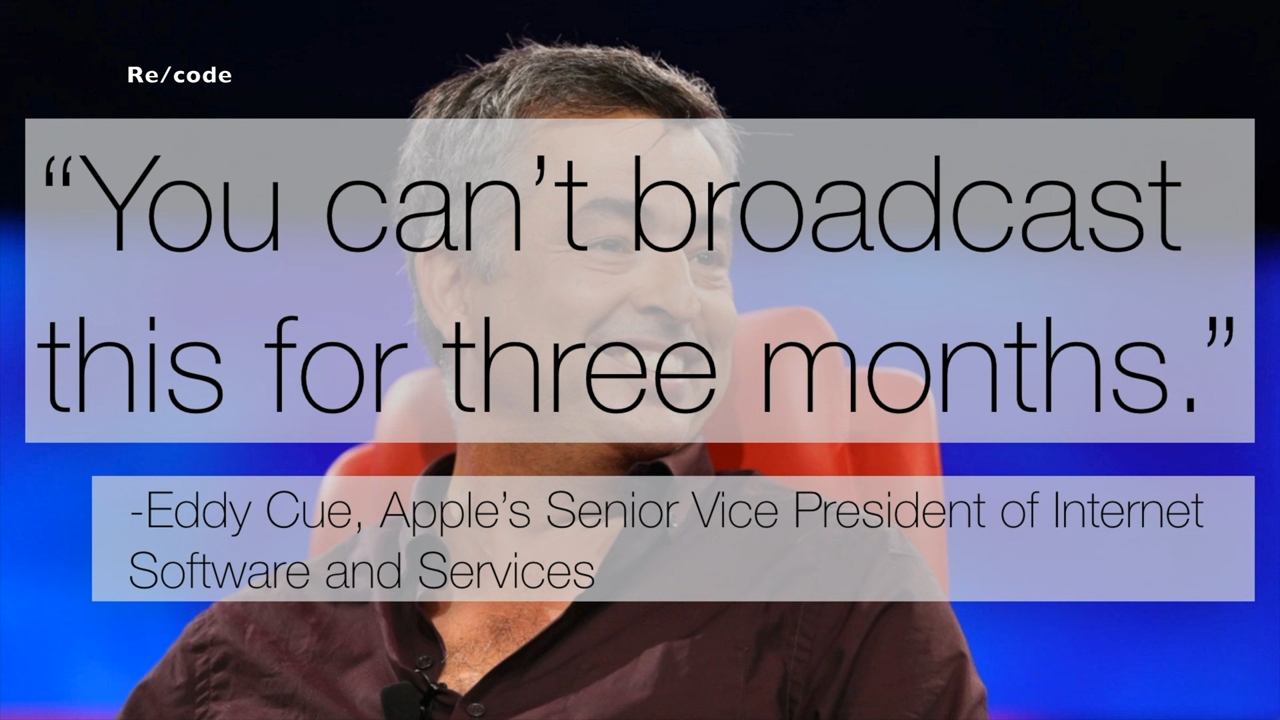 Re/code
“You can’t broadcast
this for three months.”
-Eddy Cue, Apple’s Senior Vice President of Internet
Software and Services